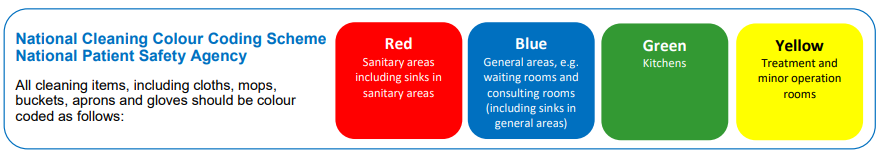 National Cleaning Colour Coding Scheme
National Patient Safety Agency
All cleaning items, including cloths, mops,
buckets, aprons and gloves should be colour
coded as follows:
Red
Sanitary areas
including sinks in
sanitary areas
Blue
General areas, e.g.
waiting rooms and
consulting rooms
(including sinks in
general areas)
Green
Kitchens
Yellow
Treatment and
minor operation
rooms